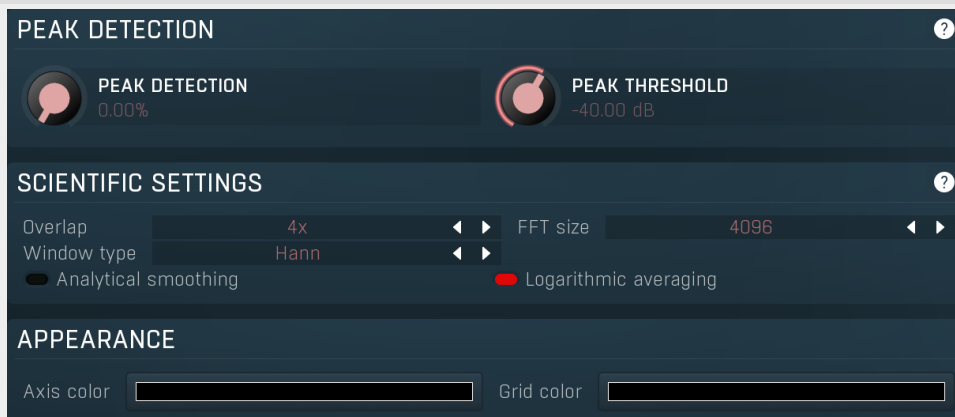 PEAK DETECTION ?
PEAK DETECTION PEAK THRESHOLD
0.00% -40.00 dB
SCIENTIFIC SETTINGS ?
Overlap 4x FFT size 4096
Window type Hann
Analytical smoothing Logarithmic averaging
APPEARANCE
Axis color Grid color